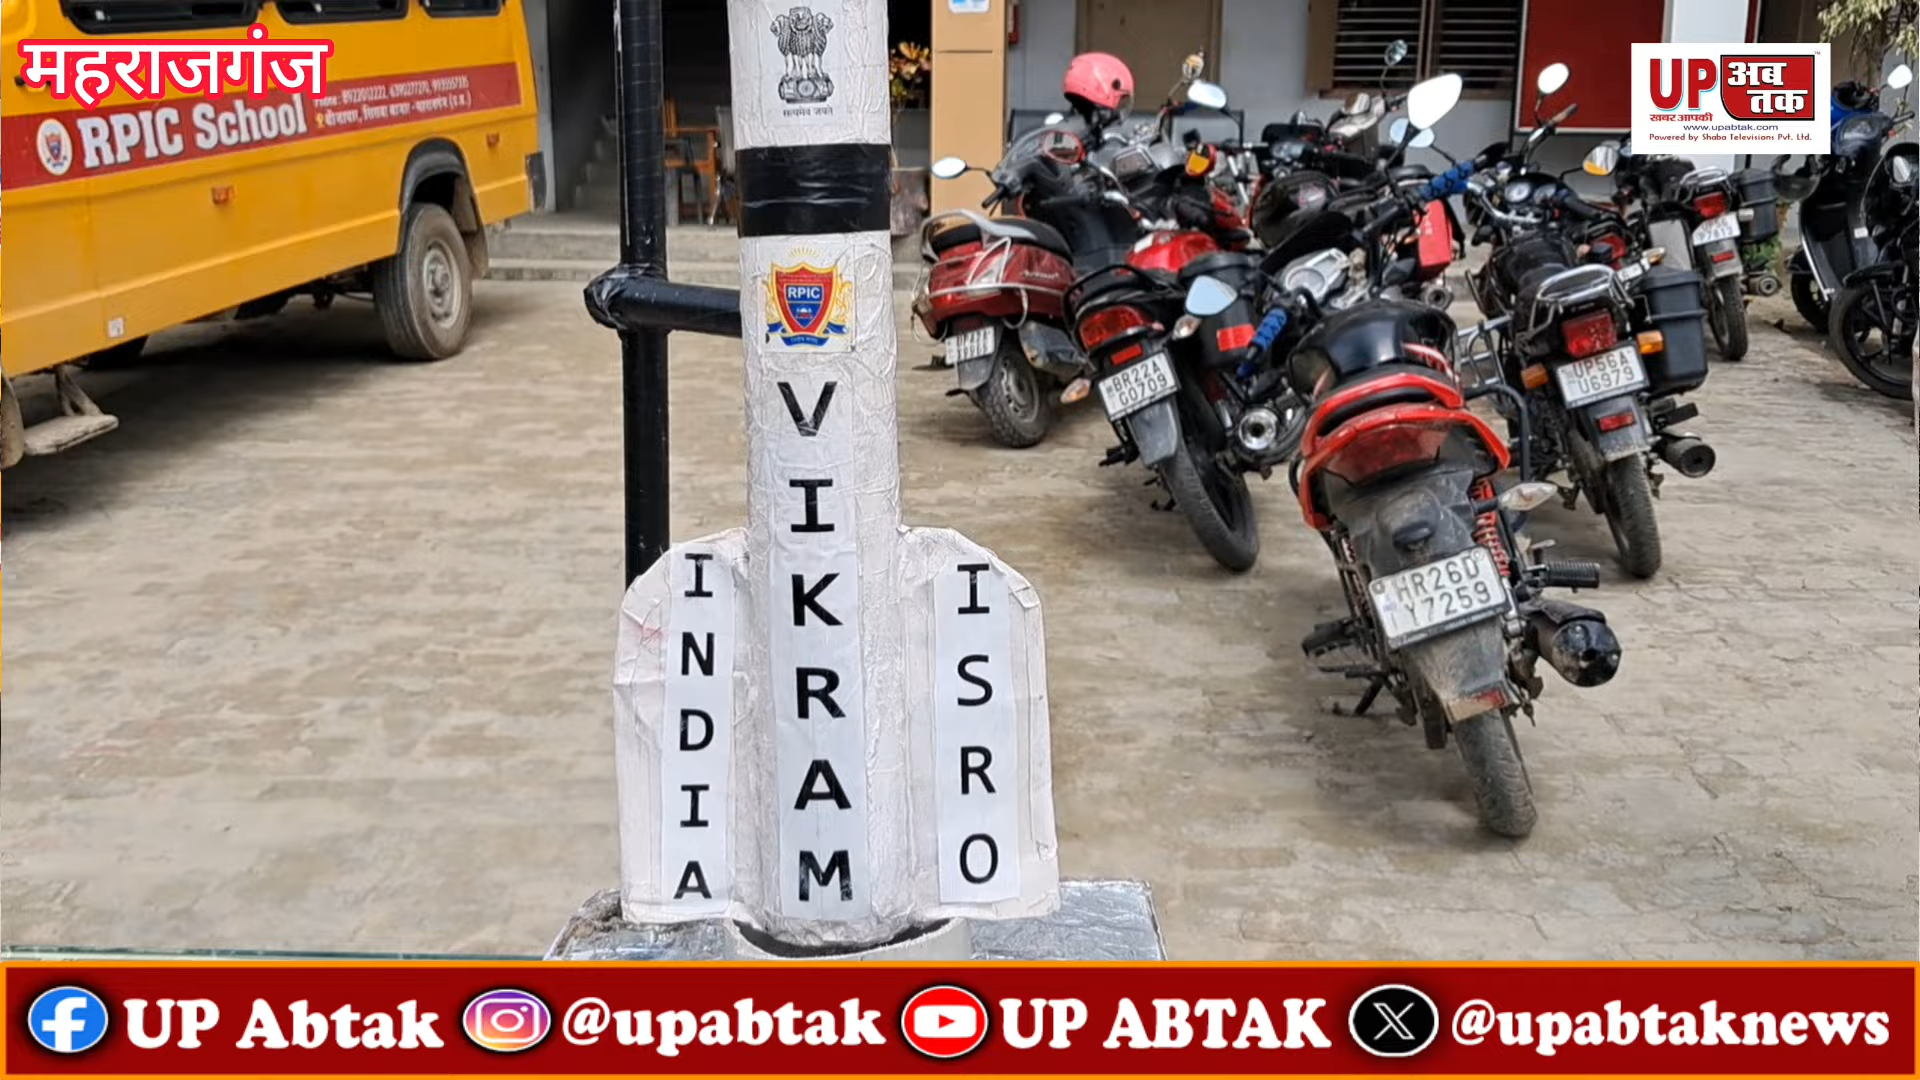 महराजगंज
RPIC School
सत्यमेव जयते
RPIC
VIKRAM
INDIA
ISRO
BR22A
G0709
HR26D
Y7259
UP56A
U6979
UP अब तक
खबर आपकी
www.upabtak.com
Powered by Shaba Televisions Pvt. Ltd.
UP Abtak @upabtak UP ABTAK @upabtaknews